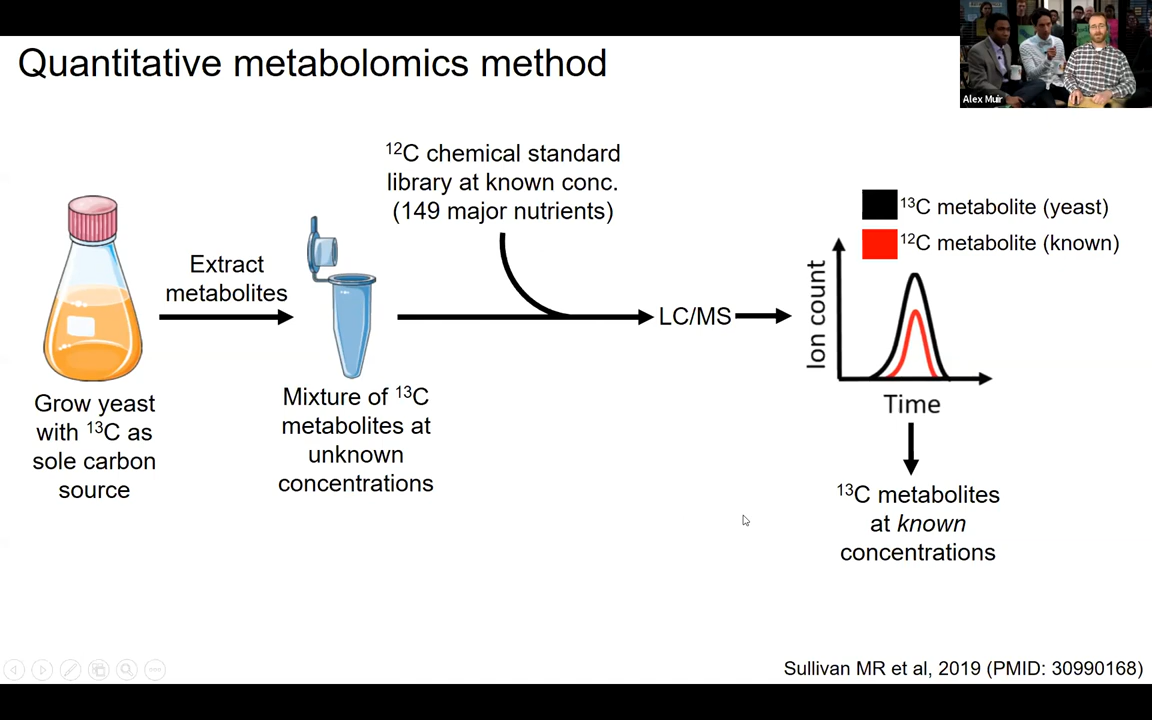 Quantitative metabolomics method
Alex Muir
¹²C chemical standard
library at known conc.
(149 major nutrients)
Extract
metabolites
LC/MS
Grow yeast
with ¹³C as
sole carbon
source
Mixture of ¹³C
metabolites at
unknown
concentrations
¹³C metabolite (yeast)
¹²C metabolite (known)
Ion count
Time
¹³C metabolites
at known
concentrations
Sullivan MR et al, 2019 (PMID: 30990168)